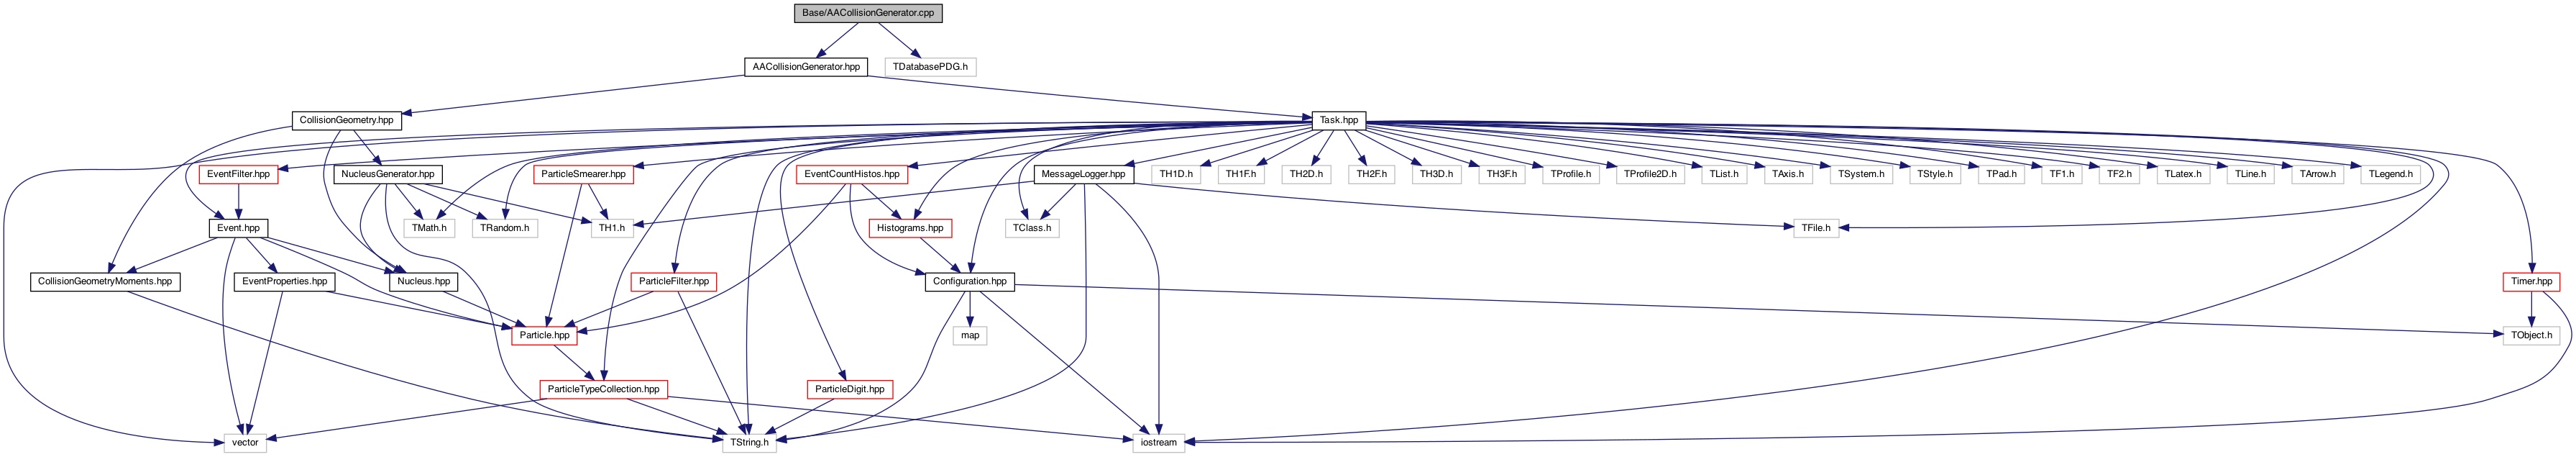 Base/AACollisionGenerator.cpp
AACollisionGenerator.hpp
TDatabasePDG.h
CollisionGeometry.hpp
Task.hpp
EventFilter.hpp
NucleusGenerator.hpp
ParticleSmearer.hpp
EventCountHistos.hpp
MessageLogger.hpp
TH1D.h
TH1F.h
TH2D.h
TH2F.h
TH3D.h
TH3F.h
TProfile.h
TProfile2D.h
TList.h
TAxis.h
TSystem.h
TStyle.h
TPad.h
TF1.h
TF2.h
TLatex.h
TLine.h
TArrow.h
TLegend.h
Event.hpp
TMath.h
TRandom.h
TH1.h
Histograms.hpp
TClass.h
TFile.h
CollisionGeometryMoments.hpp
EventProperties.hpp
Nucleus.hpp
ParticleFilter.hpp
Configuration.hpp
Timer.hpp
Particle.hpp
map
TObject.h
ParticleTypeCollection.hpp
ParticleDigit.hpp
vector
TString.h
iostream